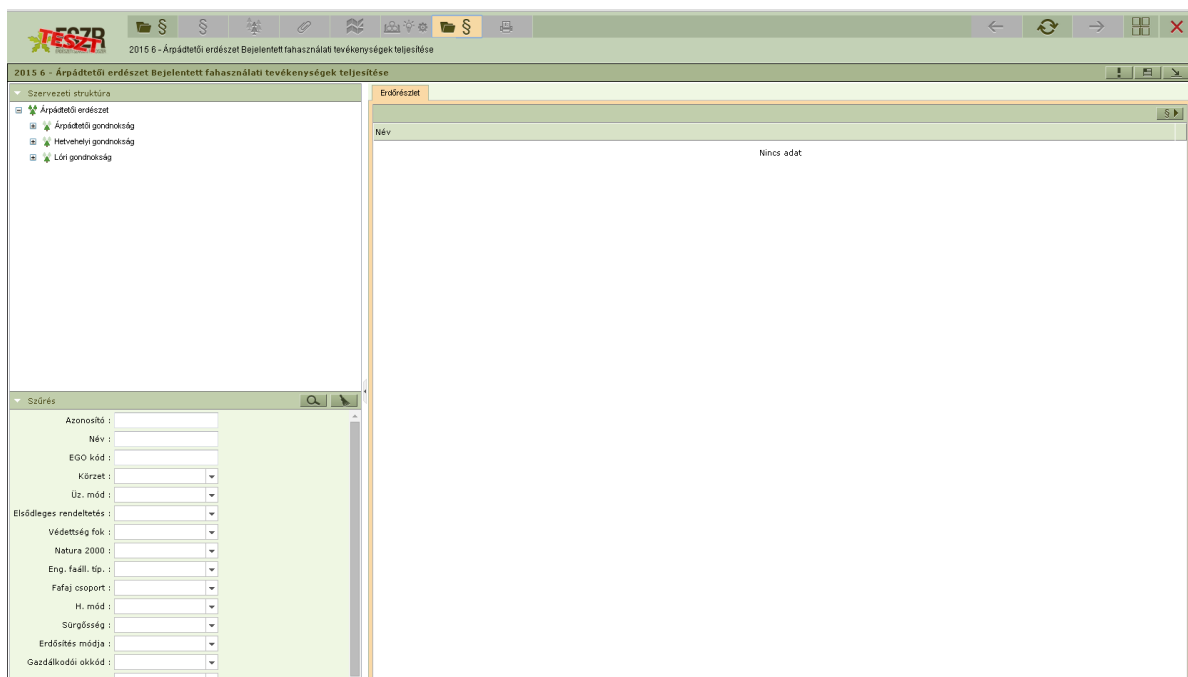 TESZT
§ § §
2015 6 - Árpádtetői erdészet Bejelentett fahasználati tevékenységek teljesítése
2015 6 - Árpádtetői erdészet Bejelentett fahasználati tevékenységek teljesítése
Szervezeti struktúra
Árpádtetői erdészet
Árpádtetői gondnokság
Hetvehelyi gondnokság
Lóri gondnokság
Erdőrészlet
§
Név
Nincs adat
Szűrés
Azonosító :
Név :
EGO kód :
Körzet :
Üz. mód :
Elsődleges rendeltetés :
Védettség fok :
Natura 2000 :
Eng. faáll. típ. :
Fafaj csoport :
H. mód :
Sürgősség :
Erdősítés módja :
Gazdálkodói okkód :